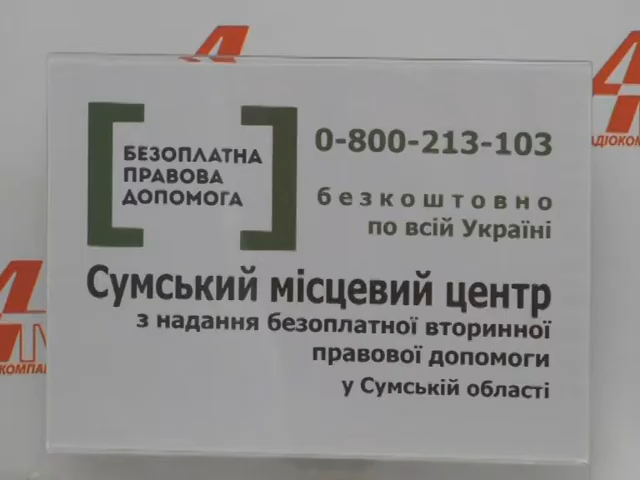 БЕЗОПЛАТНА
ПРАВОВА
ДОПОМОГА
0-800-213-103
безкоштовно
по всій Україні
Сумський місцевий центр
з надання безоплатної вторинної
правової допомоги
у Сумській області